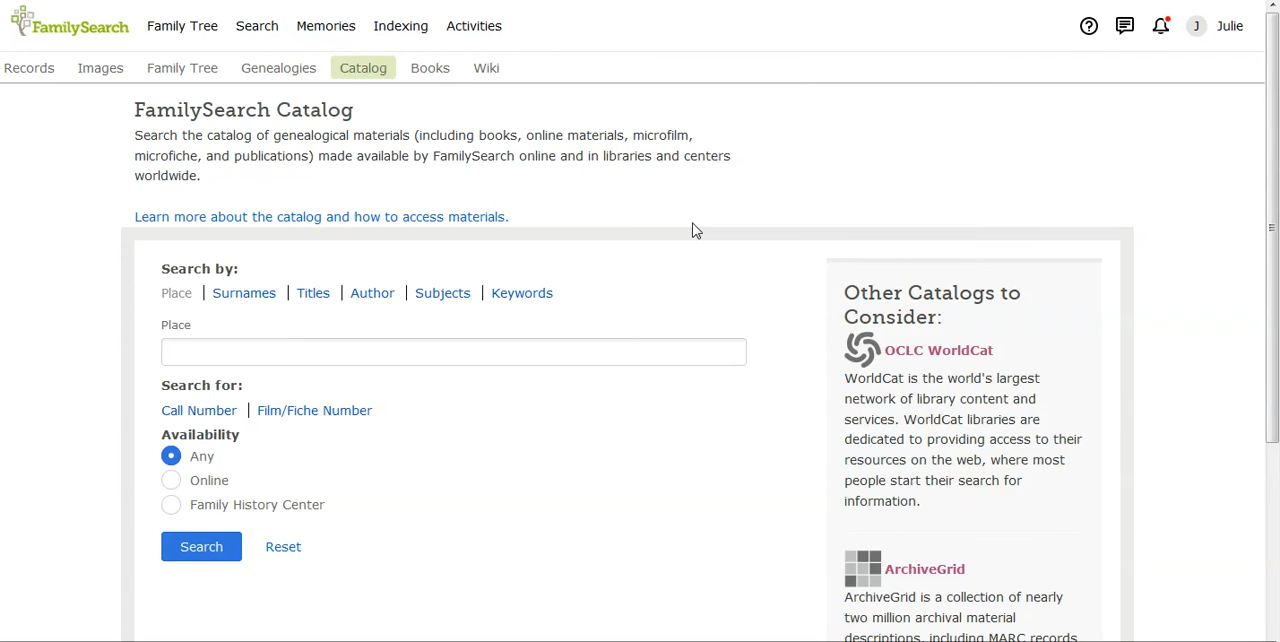 FamilySearch Family Tree Search Memories Indexing Activities J Julie
Records Images Family Tree Genealogies Catalog Books Wiki
FamilySearch Catalog
Search the catalog of genealogical materials (including books, online materials, microfilm,
microfiche, and publications) made available by FamilySearch online and in libraries and centers
worldwide.
Learn more about the catalog and how to access materials.
Search by:
Place | Surnames | Titles | Author | Subjects | Keywords
Place
Search for:
Call Number | Film/Fiche Number
Availability
Any
Online
Family History Center
Search Reset
Other Catalogs to
Consider:
OCLC WorldCat
WorldCat is the world's largest
network of library content and
services. WorldCat libraries are
dedicated to providing access to their
resources on the web, where most
people start their search for
information.
ArchiveGrid
ArchiveGrid is a collection of nearly
two million archival material
descriptions, including MARC records